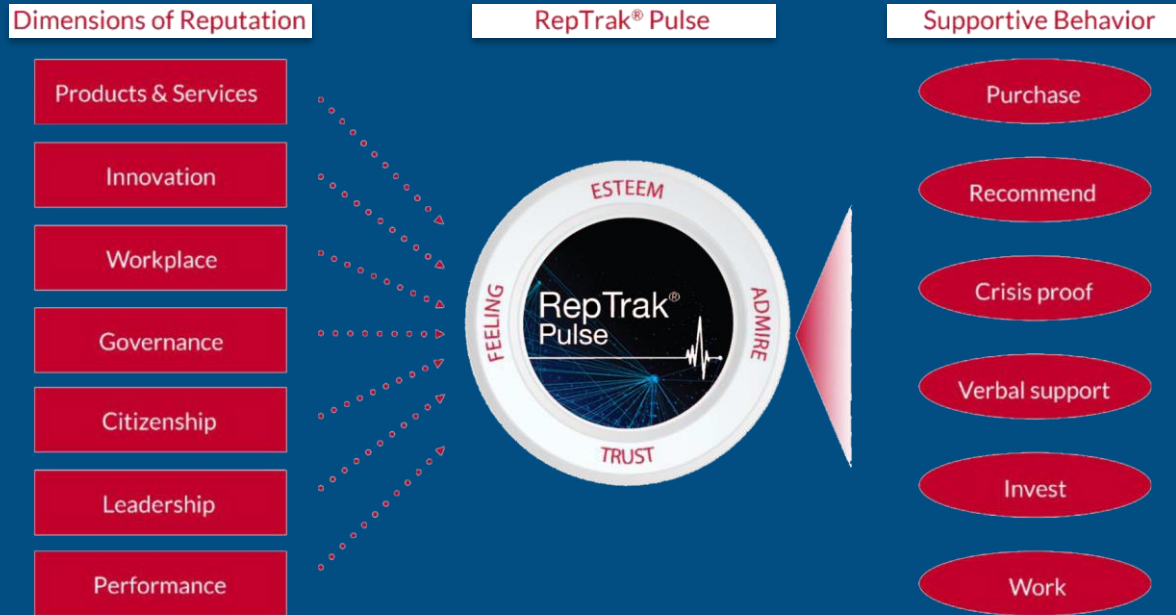 Dimensions of Reputation
RepTrak® Pulse
Supportive Behavior
Products & Services
Innovation
Workplace
Governance
Citizenship
Leadership
Performance
ESTEEM
FEELING
ADMIRE
TRUST
RepTrak®
Pulse
Purchase
Recommend
Crisis proof
Verbal support
Invest
Work